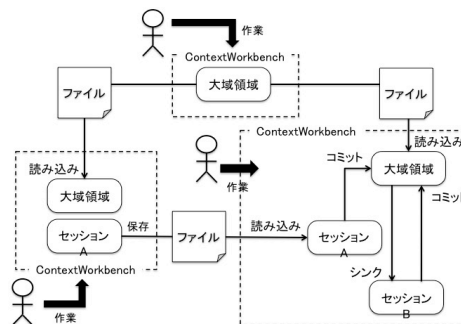 作業
ContextWorkbench
大域領域
ファイル
ファイル
ContextWorkbench
読み込み
読み込み
コミット
大域領域
作業
大域領域
コミット
セッション
A
保存
ファイル
読み込み
セッション
A
シンク
ContextWorkbench
セッション
B
作業